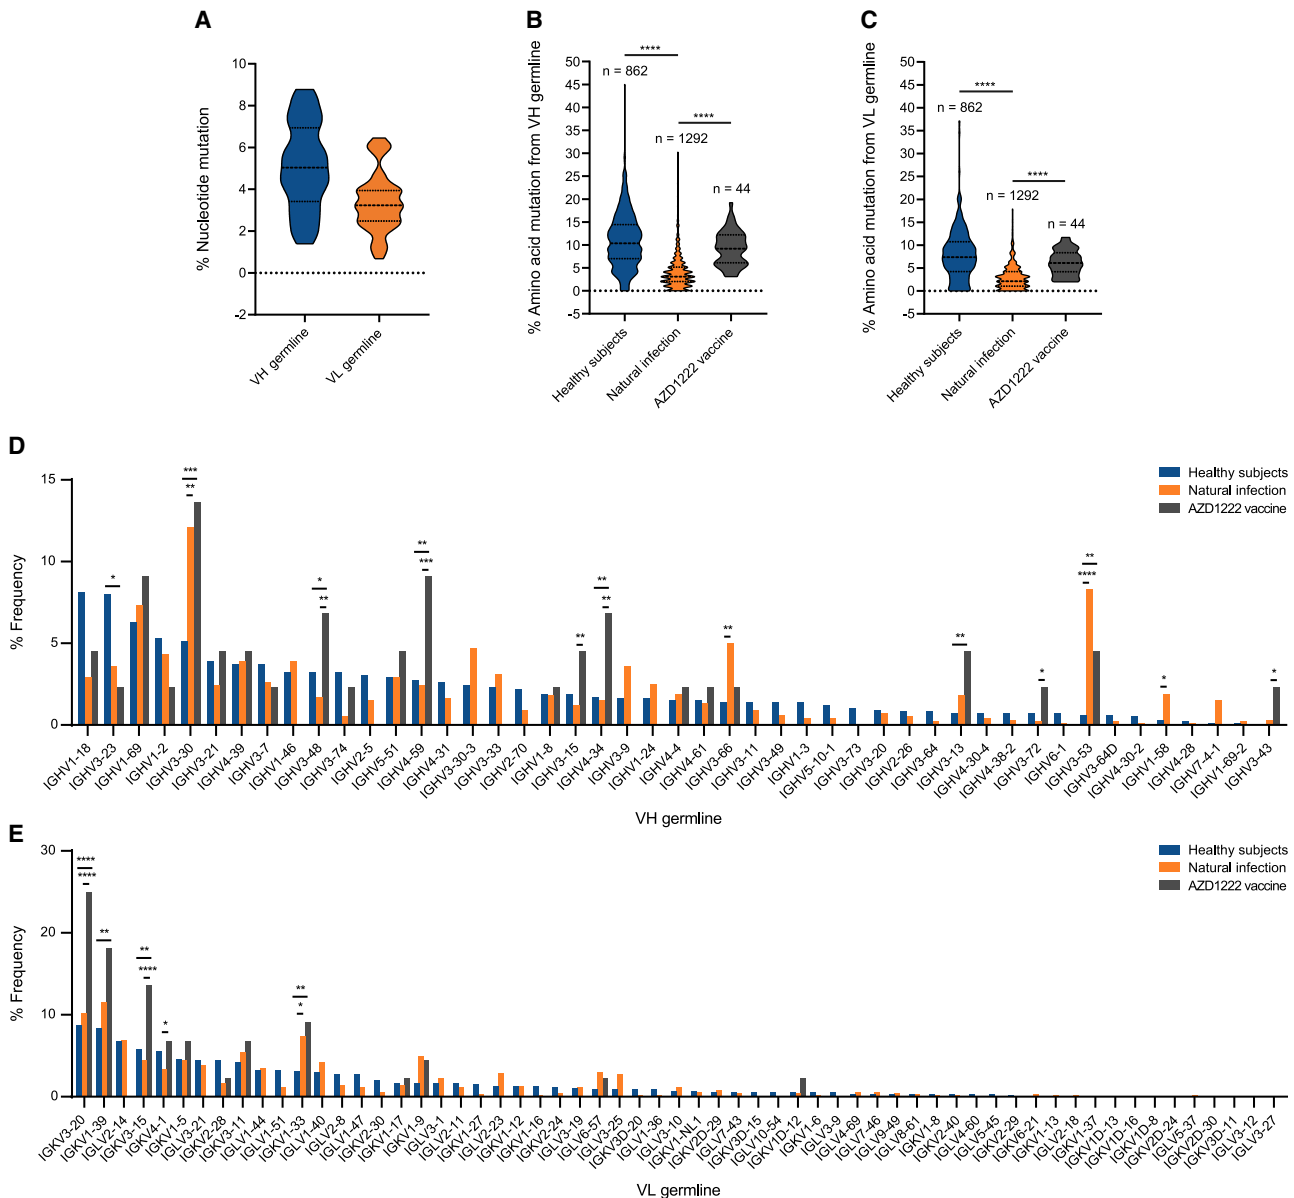 A
B
C
% Nucleotide mutation
10
8
6
4
2
0
-2
VH germline
VL germline
% Amino acid mutation from VH germline
50
45
40
35
30
25
20
15
10
5
0
-5
****
n = 862
****
n = 1292
n = 44
Healthy subjects
Natural infection
AZD1222 vaccine
% Amino acid mutation from VL germline
50
45
40
35
30
25
20
15
10
5
0
-5
****
n = 862
****
n = 1292
n = 44
Healthy subjects
Natural infection
AZD1222 vaccine
D
% Frequency
15
10
5
0
*
***
**
*
**
**
***
**
**
**
**
**
*
**
****
*
*
Healthy subjects
Natural infection
AZD1222 vaccine
IGHV1-18
IGHV3-23
IGHV1-69
IGHV1-2
IGHV3-30
IGHV3-21
IGHV4-39
IGHV3-7
IGHV1-46
IGHV3-48
IGHV3-74
IGHV2-5
IGHV5-51
IGHV4-59
IGHV4-31
IGHV3-30-3
IGHV3-33
IGHV2-70
IGHV1-8
IGHV3-15
IGHV4-34
IGHV3-9
IGHV1-24
IGHV4-4
IGHV4-61
IGHV3-66
IGHV3-11
IGHV3-49
IGHV1-3
IGHV5-10-1
IGHV3-73
IGHV3-20
IGHV2-26
IGHV3-64
IGHV3-13
IGHV4-30-4
IGHV4-38-2
IGHV3-72
IGHV6-1
IGHV3-53
IGHV3-64D
IGHV4-30-2
IGHV1-58
IGHV4-28
IGHV7-4-1
IGHV1-69-2
IGHV3-43
VH germline
E
% Frequency
30
20
10
0
****
****
**
**
****
*
**
*
Healthy subjects
Natural infection
AZD1222 vaccine
IGKV3-20
IGKV1-39
IGLV2-14
IGKV3-15
IGKV4-1
IGKV1-5
IGLV3-21
IGKV2-28
IGKV3-11
IGLV1-44
IGLV1-51
IGKV1-33
IGLV1-40
IGLV2-8
IGLV1-47
IGKV2-30
IGKV1-17
IGKV1-9
IGLV3-1
IGLV2-11
IGKV1-27
IGLV2-23
IGKV1-12
IGKV1-16
IGKV2-24
IGLV3-19
IGLV6-57
IGLV3-25
IGKV3D-20
IGLV1-36
IGLV3-10
IGKV1-NL1
IGKV2D-29
IGLV7-43
IGKV3D-15
IGLV10-54
IGKV1D-12
IGKV1-6
IGLV3-9
IGLV4-69
IGLV7-46
IGLV9-49
IGLV8-61
IGKV1-8
IGKV2-40
IGLV4-60
IGLV5-45
IGKV2-29
IGKV6-21
IGKV1-13
IGLV2-18
IGKV1-37
IGKV1D-13
IGKV1D-16
IGKV1D-8
IGKV2D-24
IGLV5-37
IGKV2D-30
IGKV3D-11
IGLV3-12
IGLV3-27
VL germline